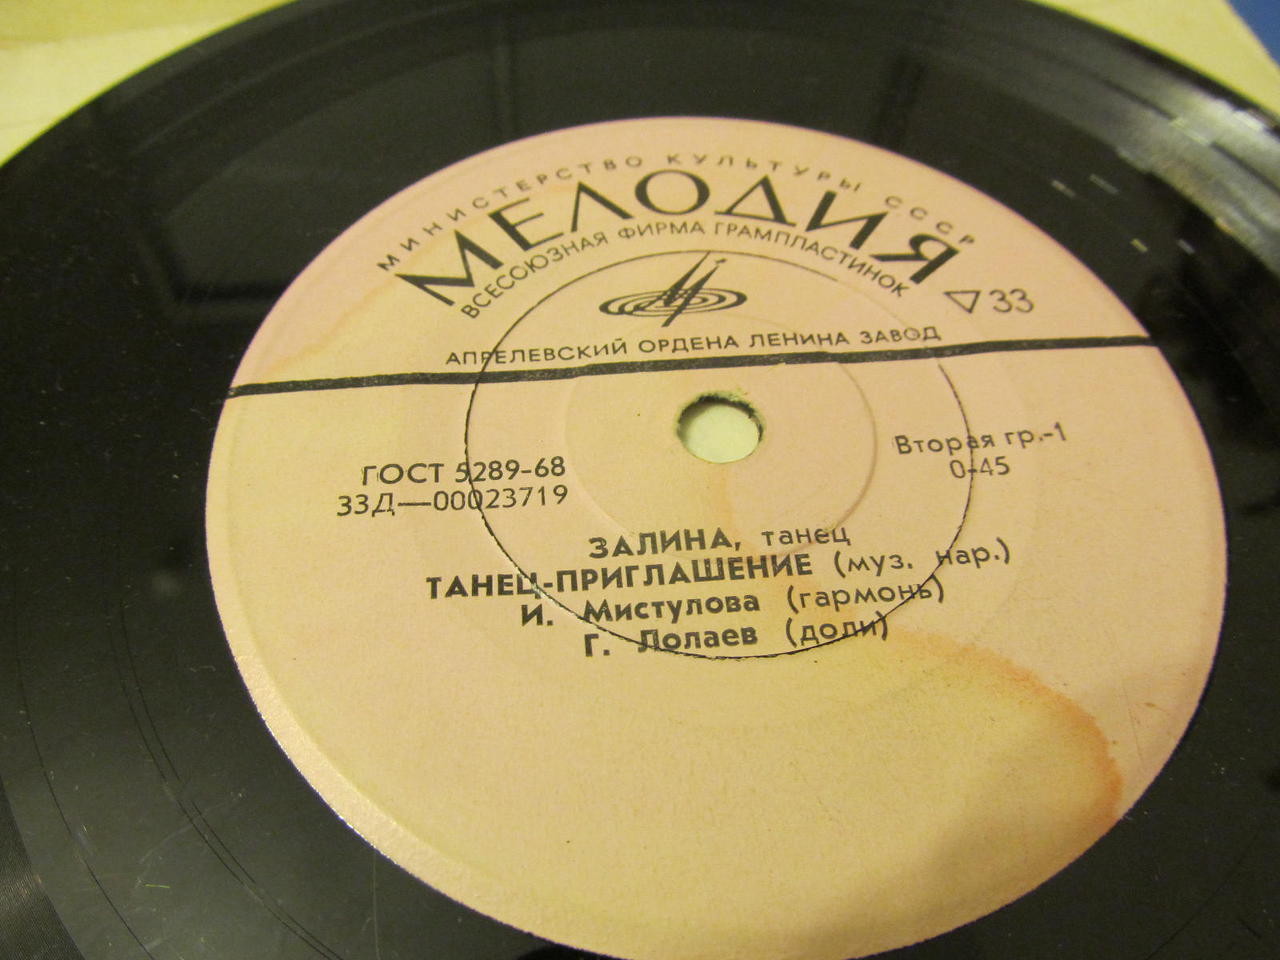 МИНИСТЕРСТВО КУЛЬТУРЫ СССР
МЕЛОДИЯ
ВСЕСОЮЗНАЯ ФИРМА ГРАМПЛАСТИНОК
33
АПРЕЛЕВСКИЙ ОРДЕНА ЛЕНИНА ЗАВОД
ГОСТ 5289-68
33Д—00023719
Вторая гр.-1
0-45
ЗАЛИНА, танец
ТАНЕЦ-ПРИГЛАШЕНИЕ (муз. нар.)
И. Мистулова (гармонь)
Г. Лолаев (доли)